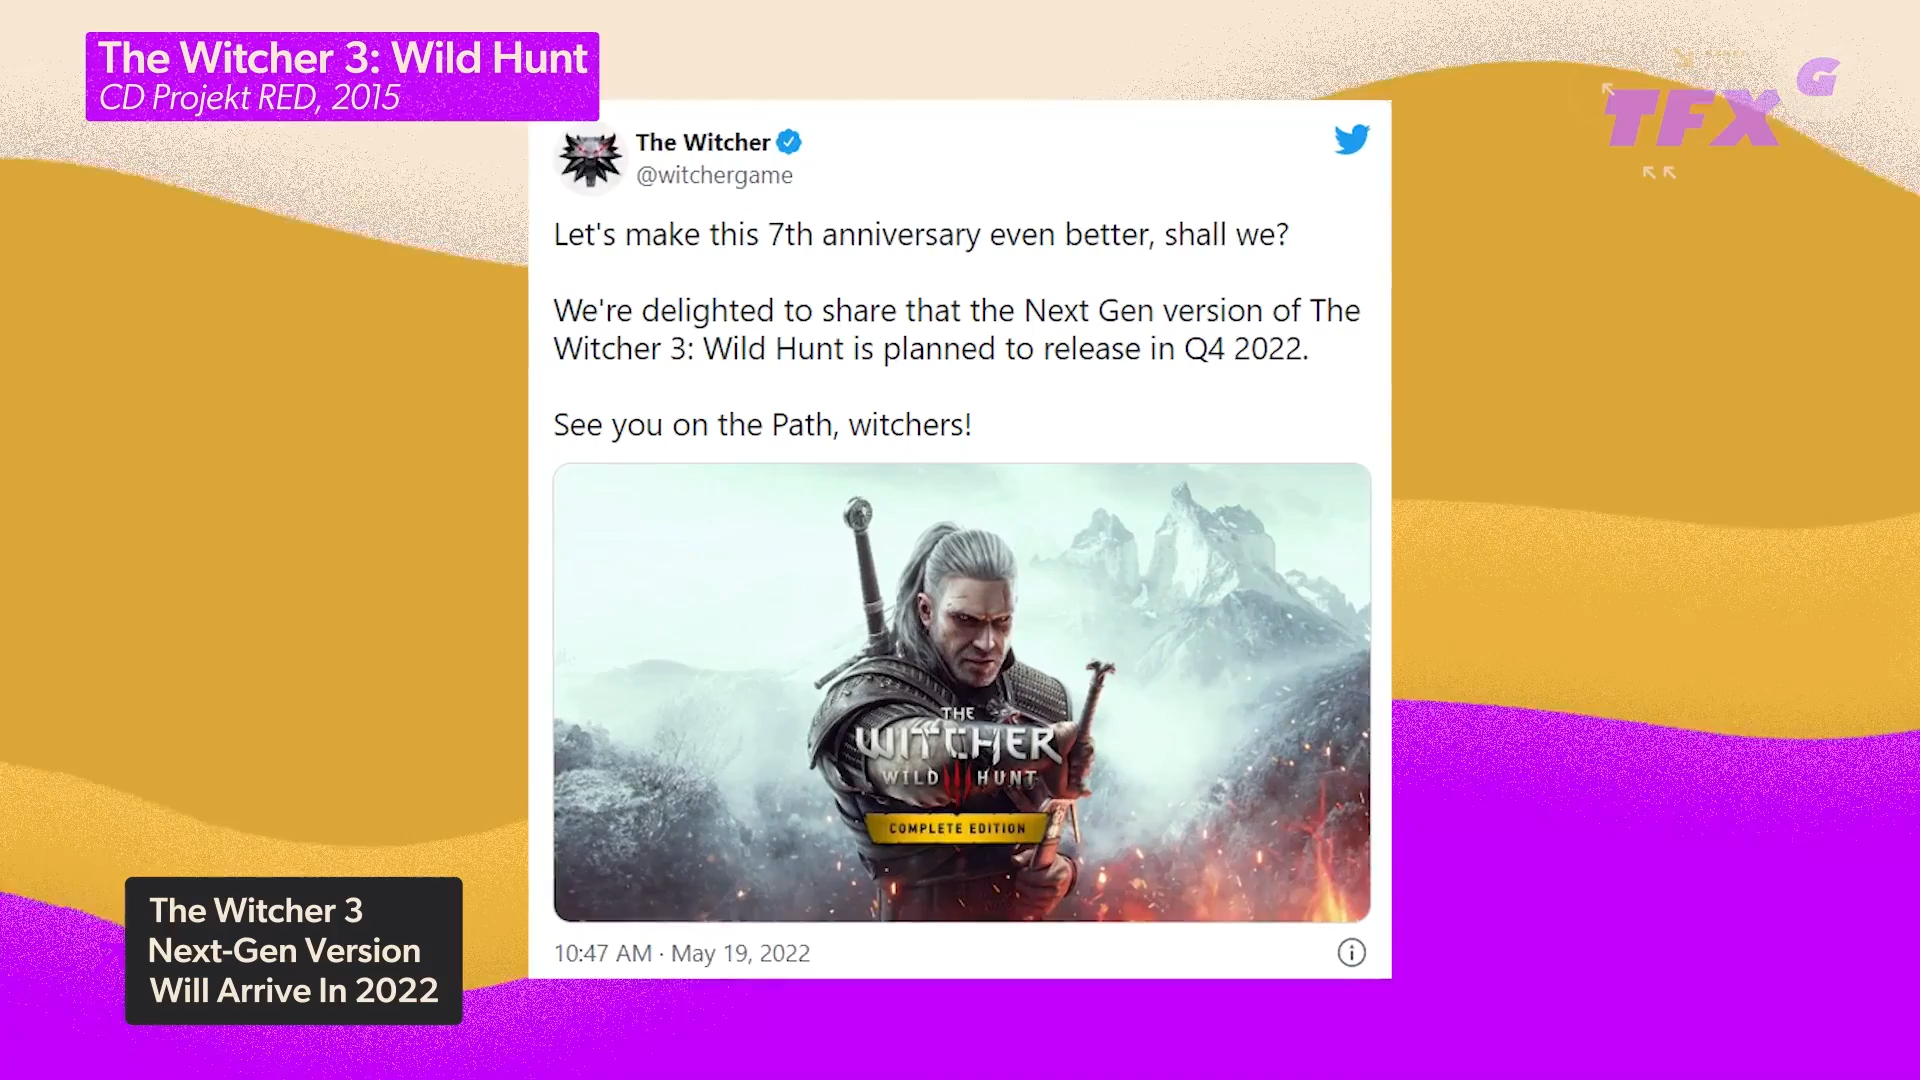 The Witcher 3: Wild Hunt
CD Projekt RED, 2015
TFX
G
The Witcher
@witchergame
Let's make this 7th anniversary even better, shall we?
We're delighted to share that the Next Gen version of The
Witcher 3: Wild Hunt is planned to release in Q4 2022.
See you on the Path, witchers!
THE
WITCHER
WILD III HUNT
COMPLETE EDITION
10:47 AM · May 19, 2022
The Witcher 3
Next-Gen Version
Will Arrive In 2022